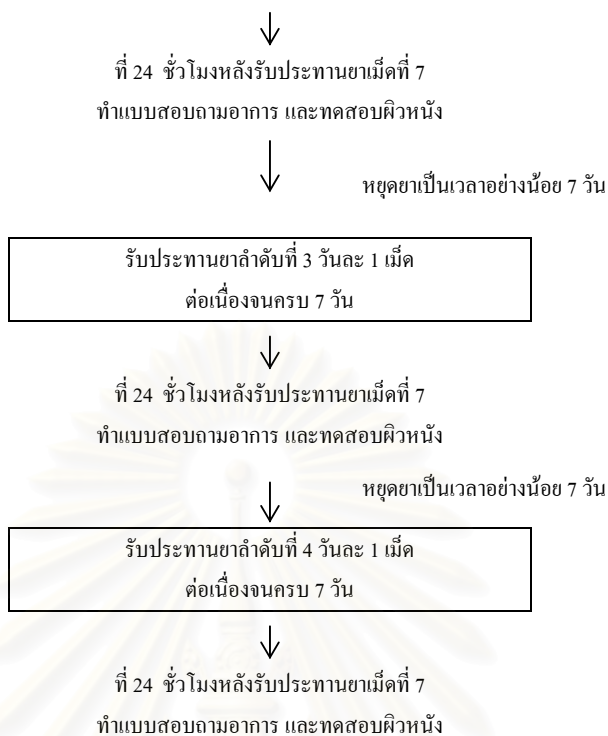 ที่ 24 ชั่วโมงหลังรับประทานยาเม็ดที่ 7
ทำแบบสอบถามอาการ และทดสอบผิวหนัง
หยุดยาเป็นเวลาอย่างน้อย 7 วัน
รับประทานยาลำดับที่ 3 วันละ 1 เม็ด
ต่อเนื่องจนครบ 7 วัน
ที่ 24 ชั่วโมงหลังรับประทานยาเม็ดที่ 7
ทำแบบสอบถามอาการ และทดสอบผิวหนัง
หยุดยาเป็นเวลาอย่างน้อย 7 วัน
รับประทานยาลำดับที่ 4 วันละ 1 เม็ด
ต่อเนื่องจนครบ 7 วัน
ที่ 24 ชั่วโมงหลังรับประทานยาเม็ดที่ 7
ทำแบบสอบถามอาการ และทดสอบผิวหนัง